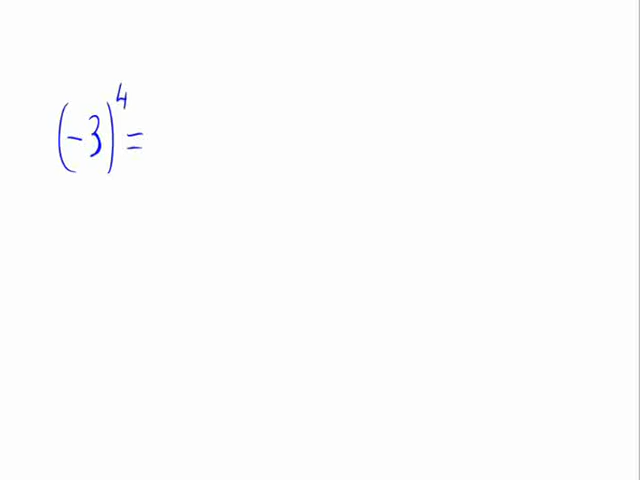 (-3)⁴ =